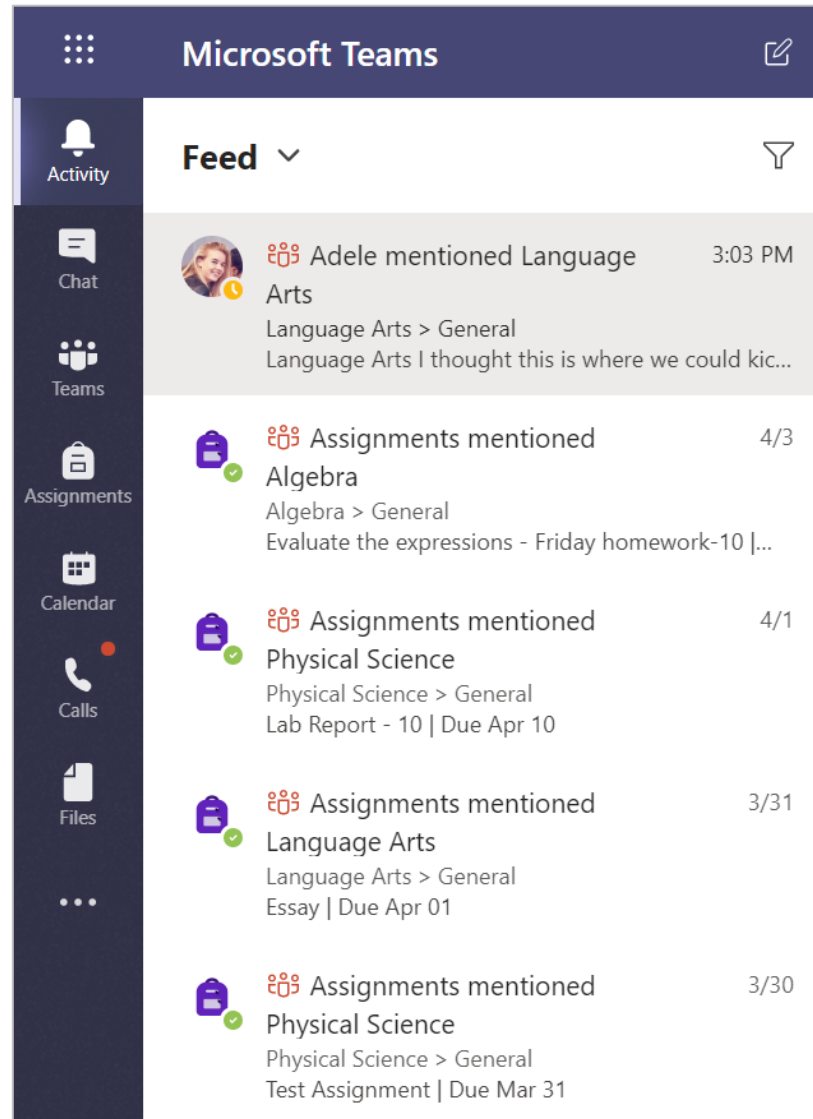 Microsoft Teams
Activity
Chat
Teams
Assignments
Calendar
Calls
Files
Feed
Adele mentioned Language 3:03 PM
Arts
Language Arts > General
Language Arts I thought this is where we could kic...
Assignments mentioned 4/3
Algebra
Algebra > General
Evaluate the expressions - Friday homework-10 |...
Assignments mentioned 4/1
Physical Science
Physical Science > General
Lab Report - 10 | Due Apr 10
Assignments mentioned 3/31
Language Arts
Language Arts > General
Essay | Due Apr 01
Assignments mentioned 3/30
Physical Science
Physical Science > General
Test Assignment | Due Mar 31